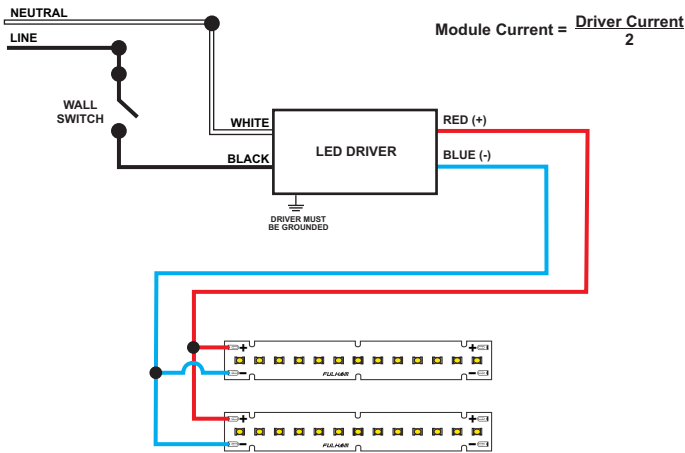 NEUTRAL
LINE
Module Current = Driver Current
2
WALL
SWITCH
WHITE
BLACK
LED DRIVER
RED (+)
BLUE (-)
DRIVER MUST
BE GROUNDED
+ +
- -
FULHAM
+ +
- -
FULHAM